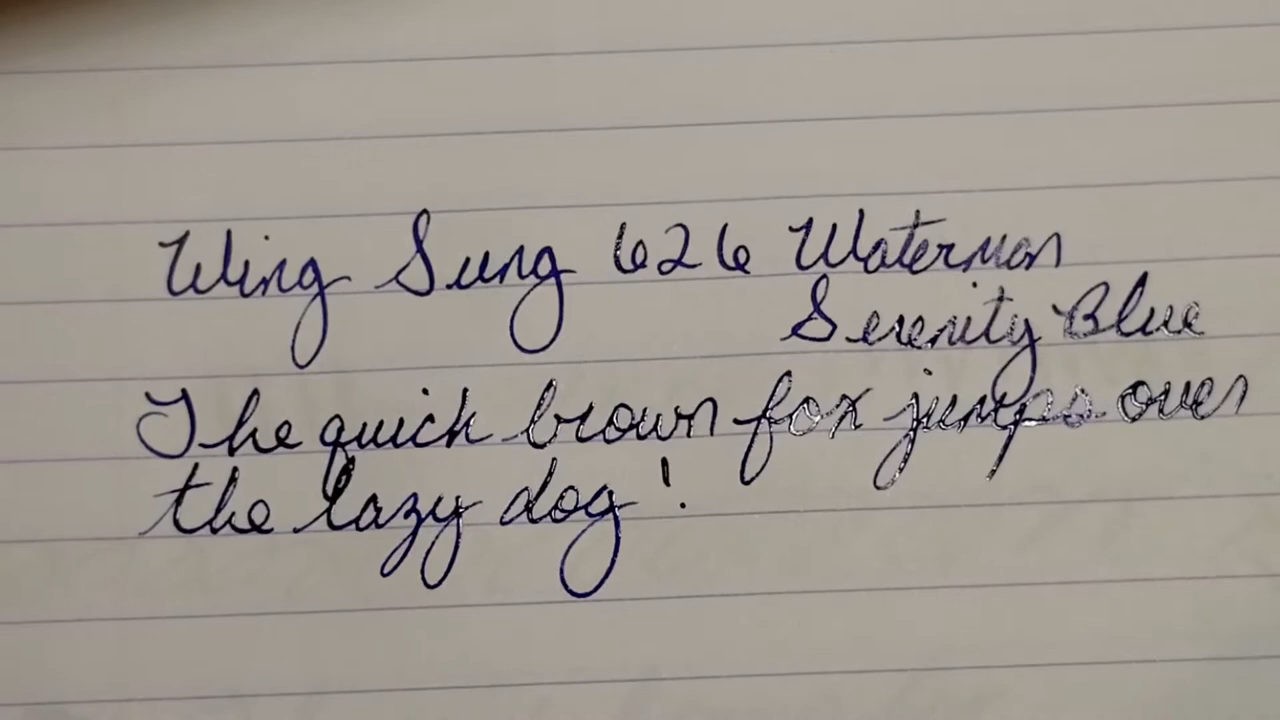 Wing Sung 626 Waterman
Serenity Blue
The quick brown fox jumps over
the lazy dog!